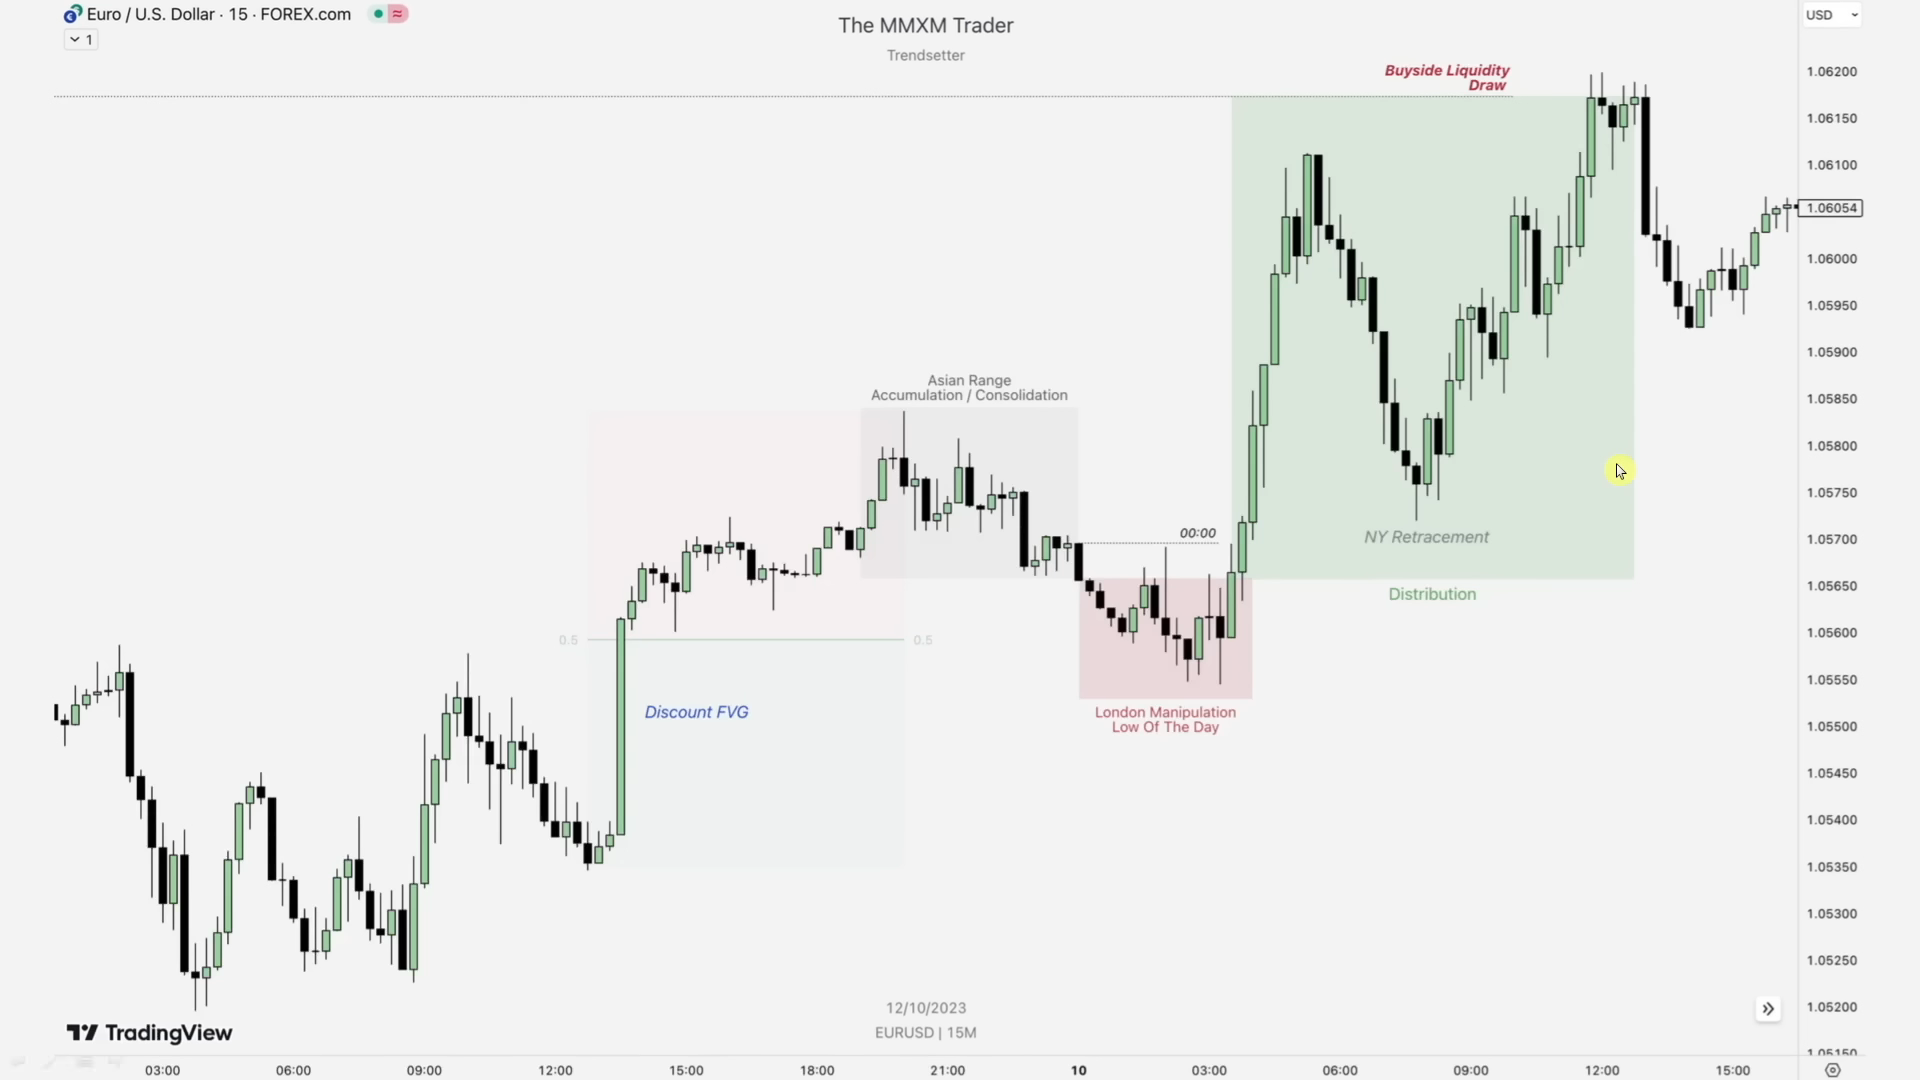 Euro / U.S. Dollar · 15 · FOREX.com
1
The MMXM Trader
Trendsetter
USD
Buyside Liquidity
Draw
1.06200
1.06150
1.06100
1.06054
1.06000
1.05950
1.05900
1.05850
1.05800
1.05750
1.05700
1.05650
1.05600
1.05550
1.05500
1.05450
1.05400
1.05350
1.05300
1.05250
1.05200
1.05150
Asian Range
Accumulation / Consolidation
00:00
NY Retracement
Distribution
0.5
0.5
Discount FVG
London Manipulation
Low Of The Day
12/10/2023
EURUSD | 15M
TradingView
03:00
06:00
09:00
12:00
15:00
18:00
21:00
10
03:00
06:00
09:00
12:00
15:00